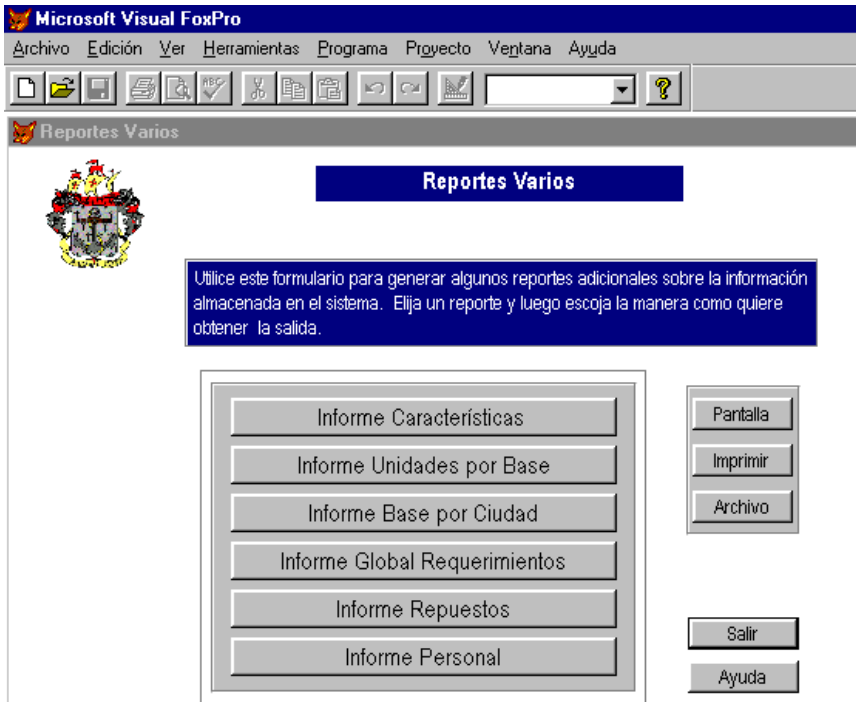 Microsoft Visual FoxPro
Archivo Edición Ver Herramientas Programa Proyecto Ventana Ayuda
ABC
?
Reportes Varios
Reportes Varios
Utilice este formulario para generar algunos reportes adicionales sobre la información
almacenada en el sistema. Elija un reporte y luego escoja la manera como quiere
obtener la salida.
Informe Características
Informe Unidades por Base
Informe Base por Ciudad
Informe Global Requerimientos
Informe Repuestos
Informe Personal
Pantalla
Imprimir
Archivo
Salir
Ayuda